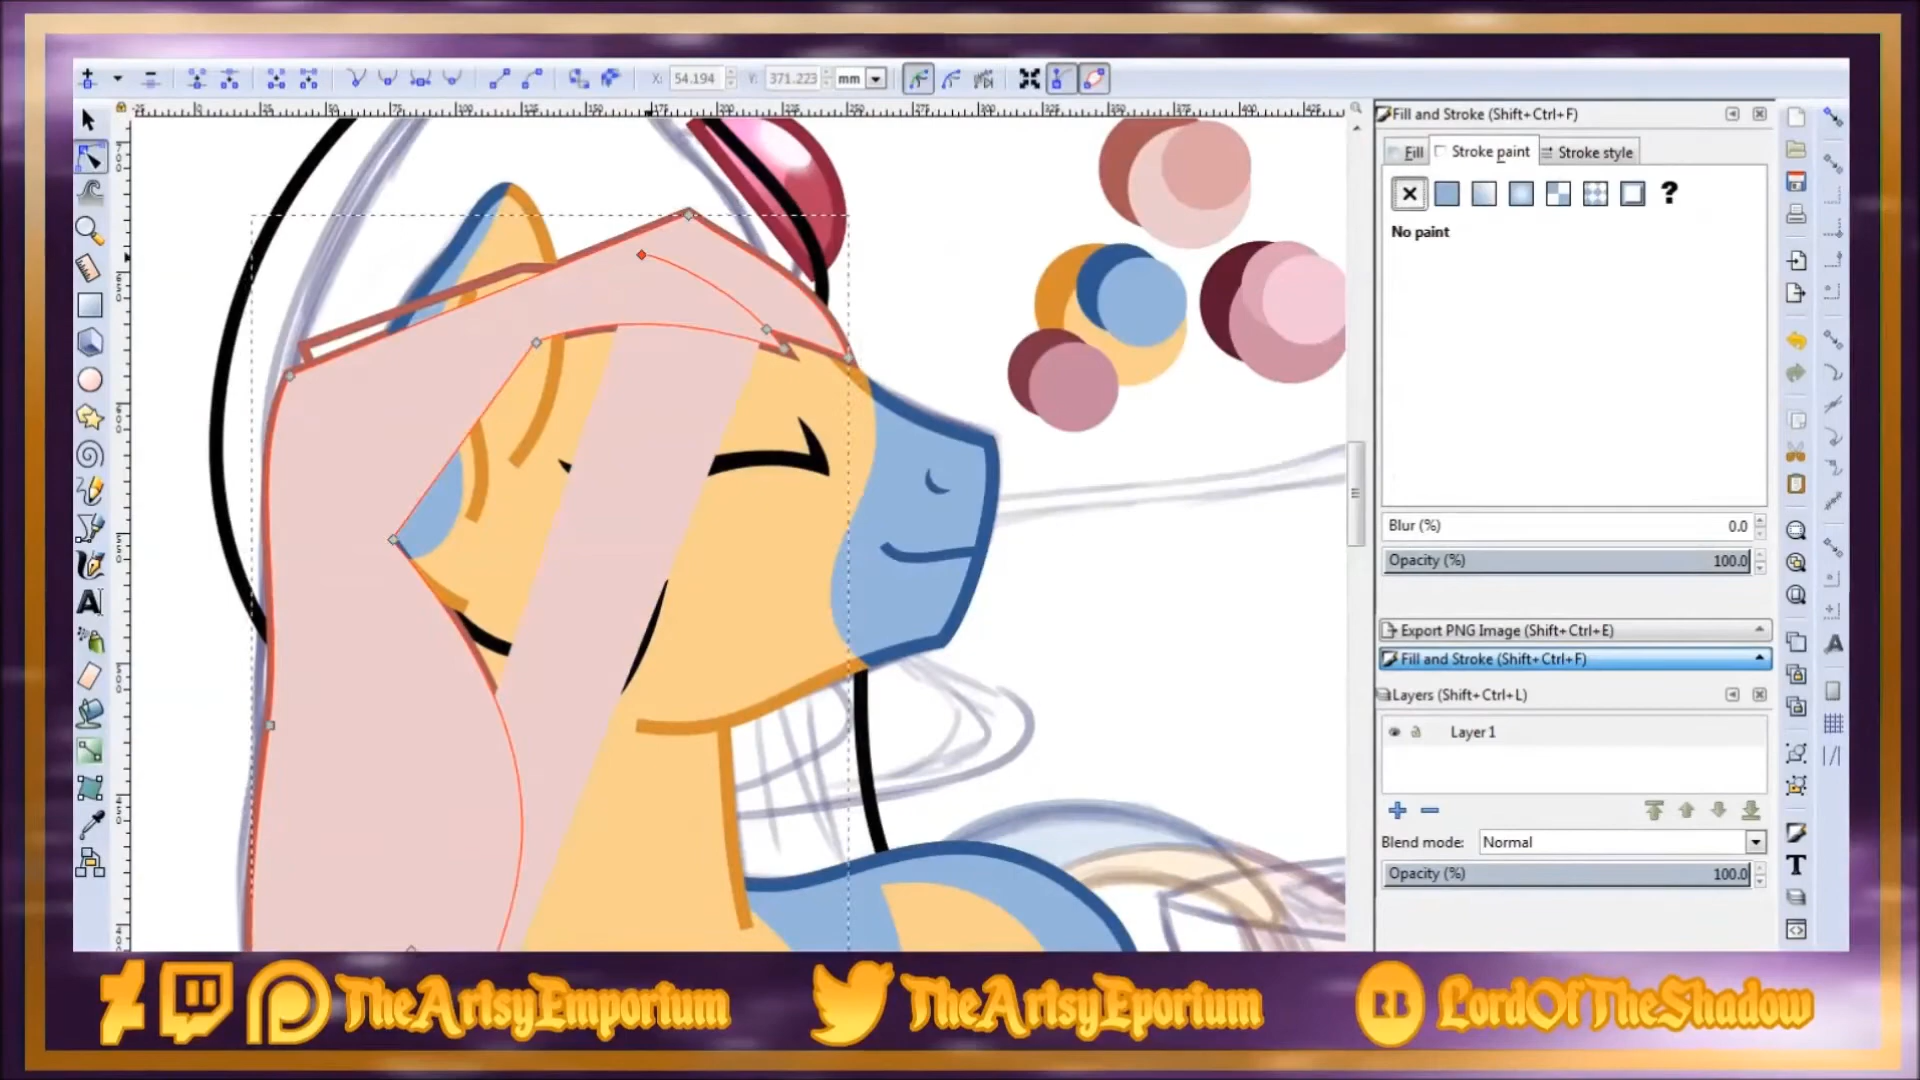 X: 54.194 Y: 371.223 mm
Fill and Stroke (Shift+Ctrl+F)
Fill Stroke paint Stroke style
?
No paint
Blur (%) 0.0
Opacity (%) 100.0
Export PNG Image (Shift+Ctrl+E)
Fill and Stroke (Shift+Ctrl+F)
Layers (Shift+Ctrl+L)
Layer 1
Blend mode: Normal
Opacity (%) 100.0
TheArtsyEmporium TheArtsyEporium LordOfTheShadow